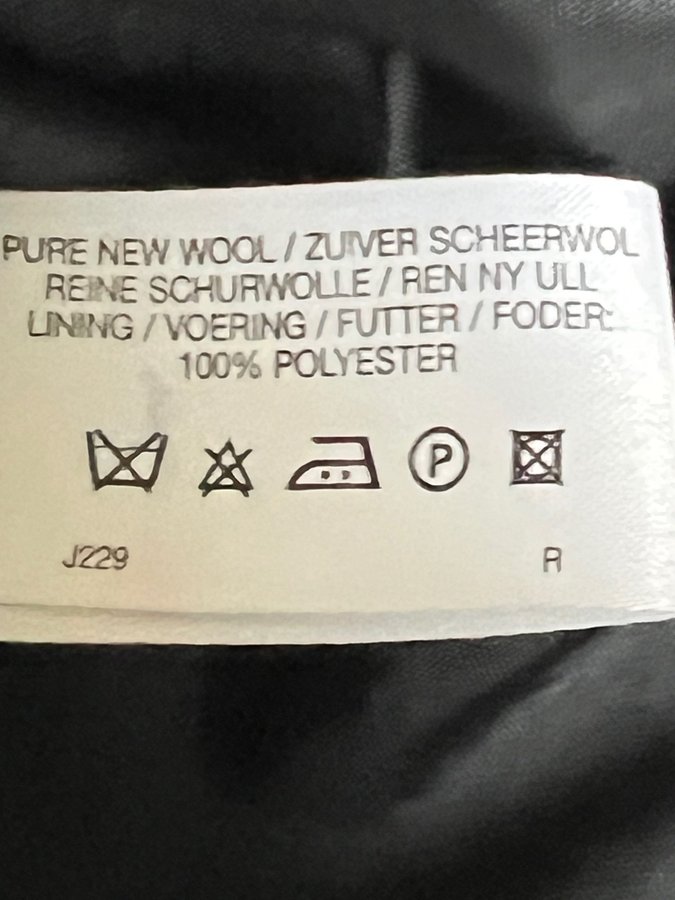 PURE NEW WOOL / ZUIVER SCHEERWOL
REINE SCHURWOLLE / REN NY ULL
LINING / VOERING / FUTTER / FODER:
100% POLYESTER
P
J229 R